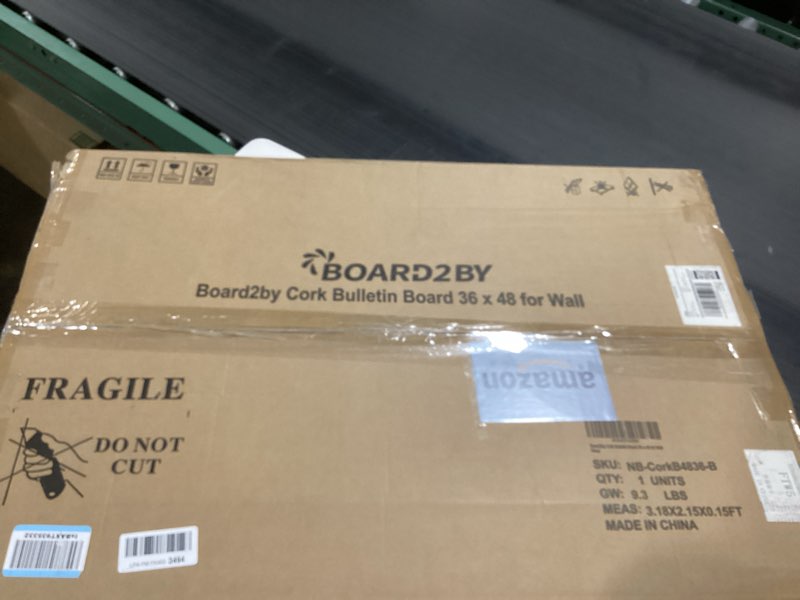 BOARD2BY
Board2by Cork Bulletin Board 36 x 48 for Wall
amazon
FRAGILE
DO NOT
CUT
SKU: NB-CorkB4836-B
QTY: 1 UNITS
GW: 9.3 LBS
MEAS: 3.18X2.15X0.15FT
MADE IN CHINA
3494